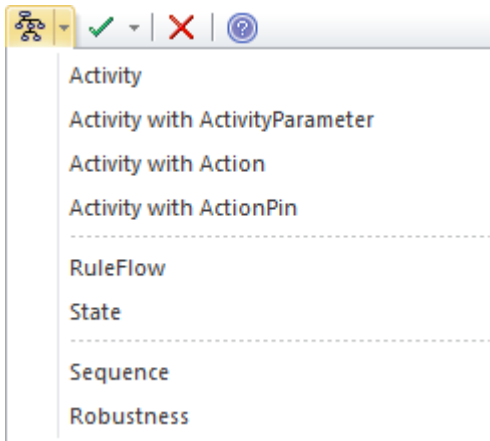 Activity
Activity with ActivityParameter
Activity with Action
Activity with ActionPin
RuleFlow
State
Sequence
Robustness